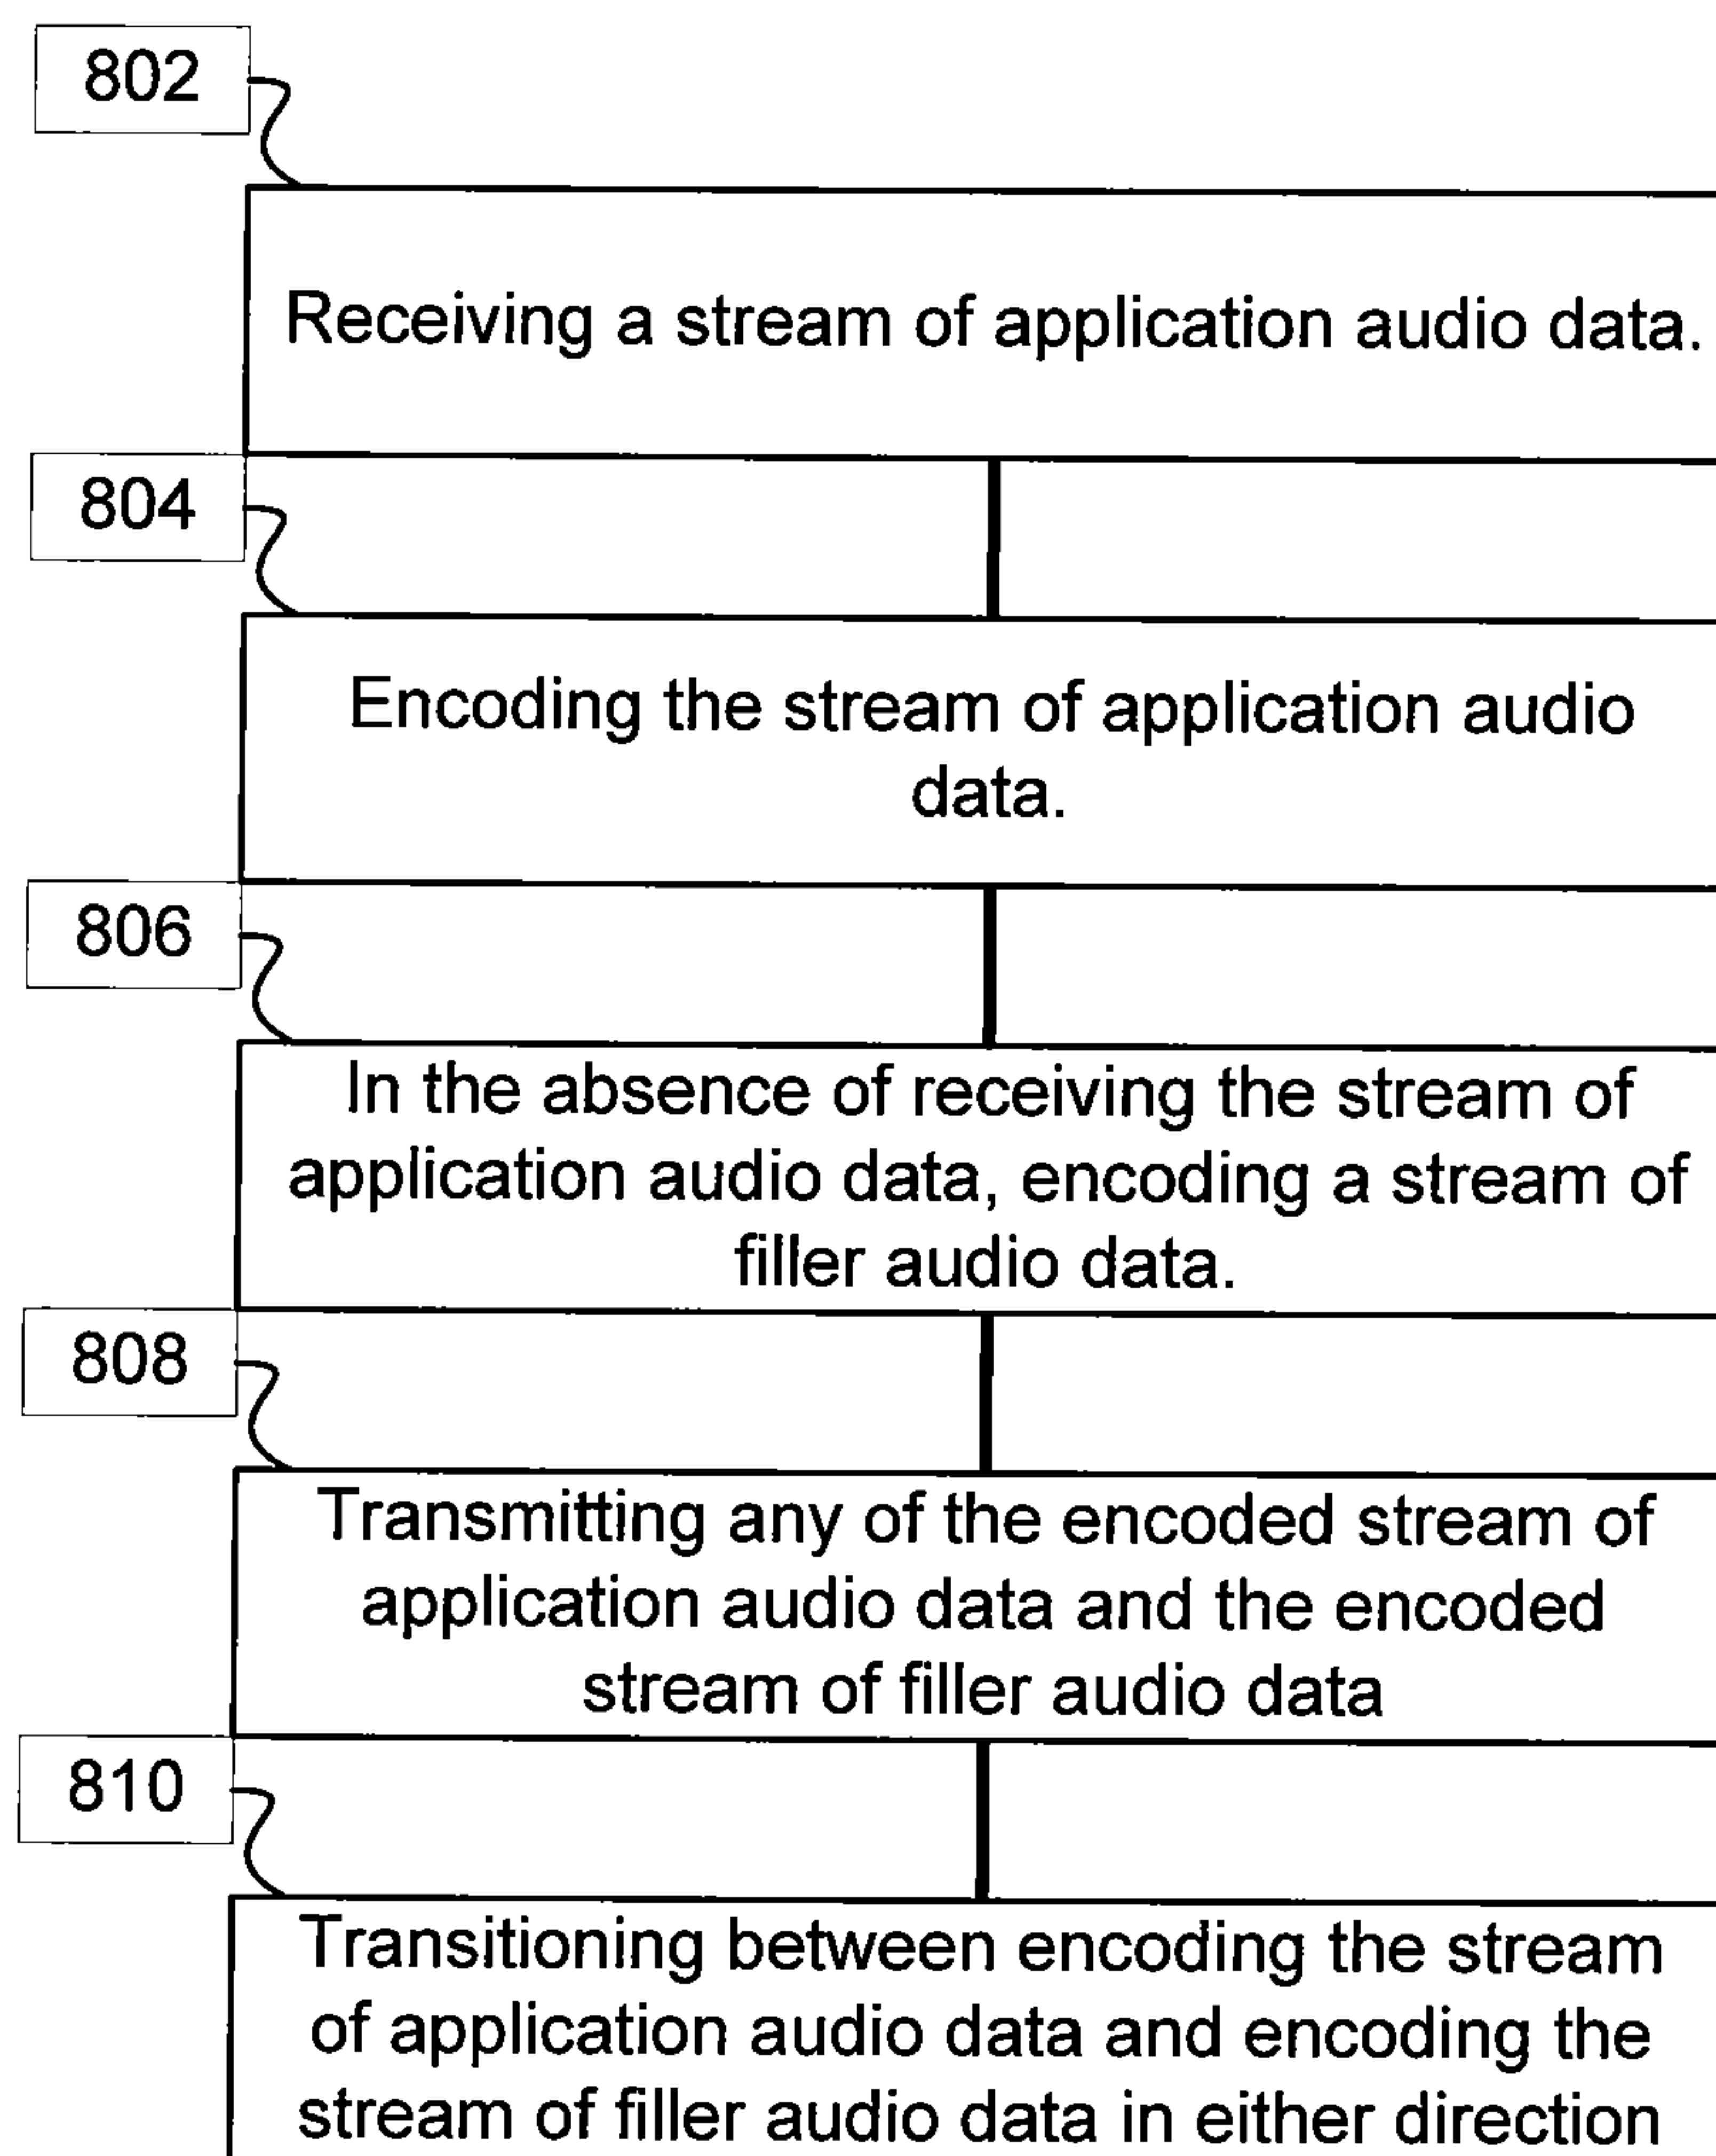 802
Receiving a stream of application audio data.
804
Encoding the stream of application audio
data.
806
In the absence of receiving the stream of
application audio data, encoding a stream of
filler audio data.
808
Transmitting any of the encoded stream of
application audio data and the encoded
stream of filler audio data
810
Transitioning between encoding the stream
of application audio data and encoding the
stream of filler audio data in either direction